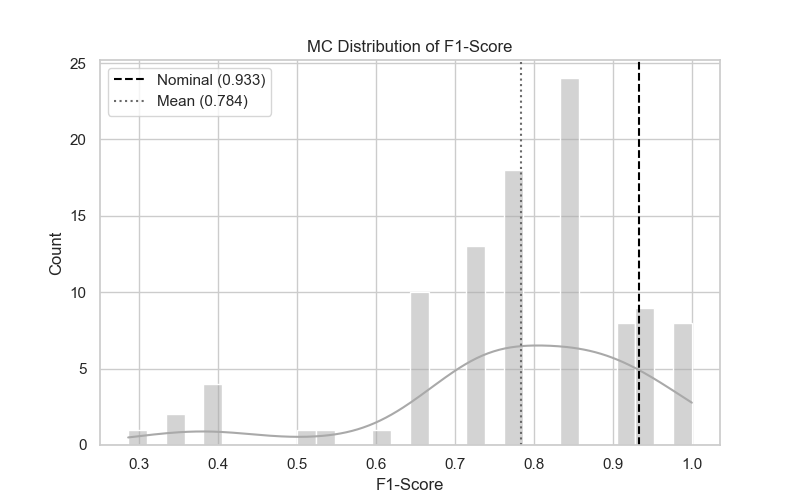 MC Distribution of F1-Score
Nominal (0.933)
Mean (0.784)
Count
25
20
15
10
5
0
0.3 0.4 0.5 0.6 0.7 0.8 0.9 1.0
F1-Score